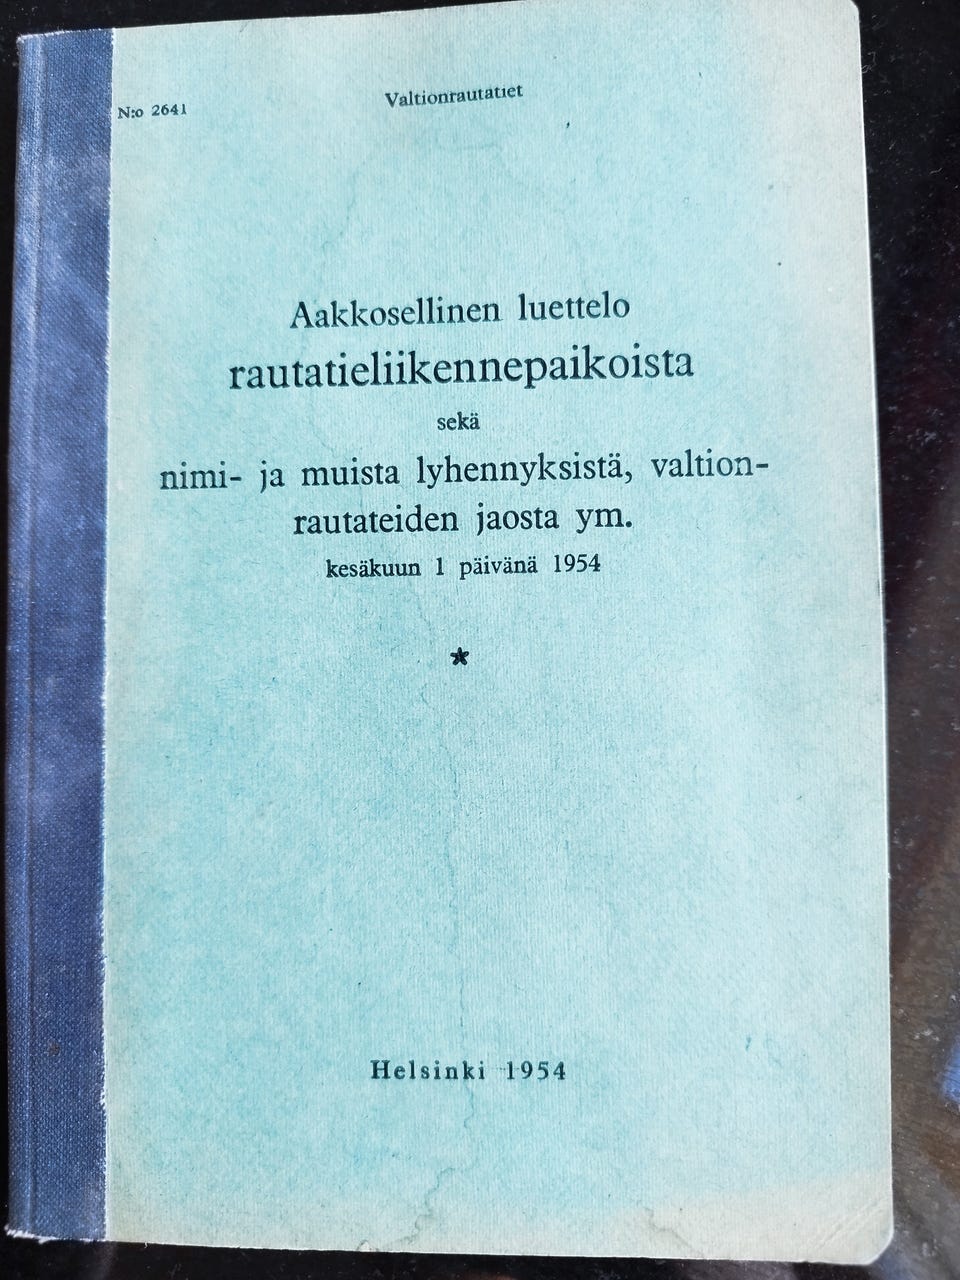 N:o 2641
Valtionrautatiet
Aakkosellinen luettelo
rautatieliikennepaikoista
sekä
nimi- ja muista lyhennyksistä, valtion-
rautateiden jaosta ym.
kesäkuun 1 päivänä 1954
*
Helsinki 1954